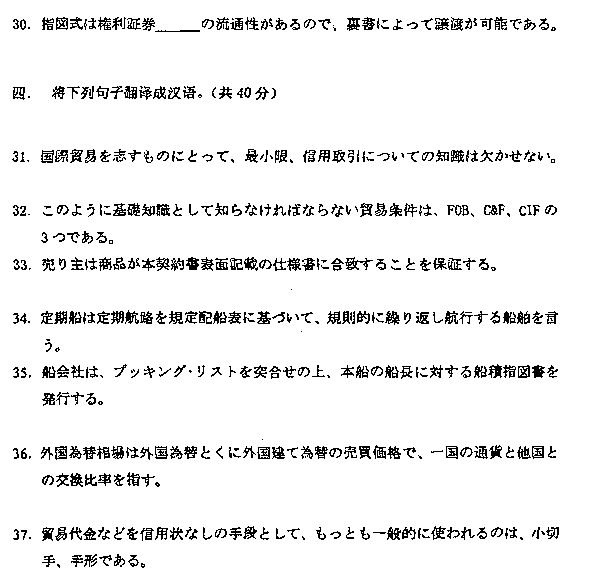 30. 指図式は権利証券____の流通性があるので、裏書によって譲渡が可能である。
四. 将下列句子翻译成汉语。(共 40 分)
31. 国際貿易を志すものにとって、最小限、信用取引についての知識は欠かせない。
32. このように基礎知識として知らなければならない貿易条件は、FOB、C&F、CIF の
3 つである。
33. 売り主は商品が本契約書表面記載の仕様書に合致することを保証する。
34. 定期船は定期航路を規定配船表に基づいて、規則的に繰り返し航行する船舶を言
う。
35. 船会社は、ブッキング・リストを突合せの上、本船の船長に対する船積指図書を
発行する。
36. 外国為替相場は外国為替とくに外国建て為替の売買価格で、一国の通貨と他国と
の交換比率を指す。
37. 貿易代金などを信用状なしの手段として、もっとも一般的に使われるのは、小切
手、手形である。